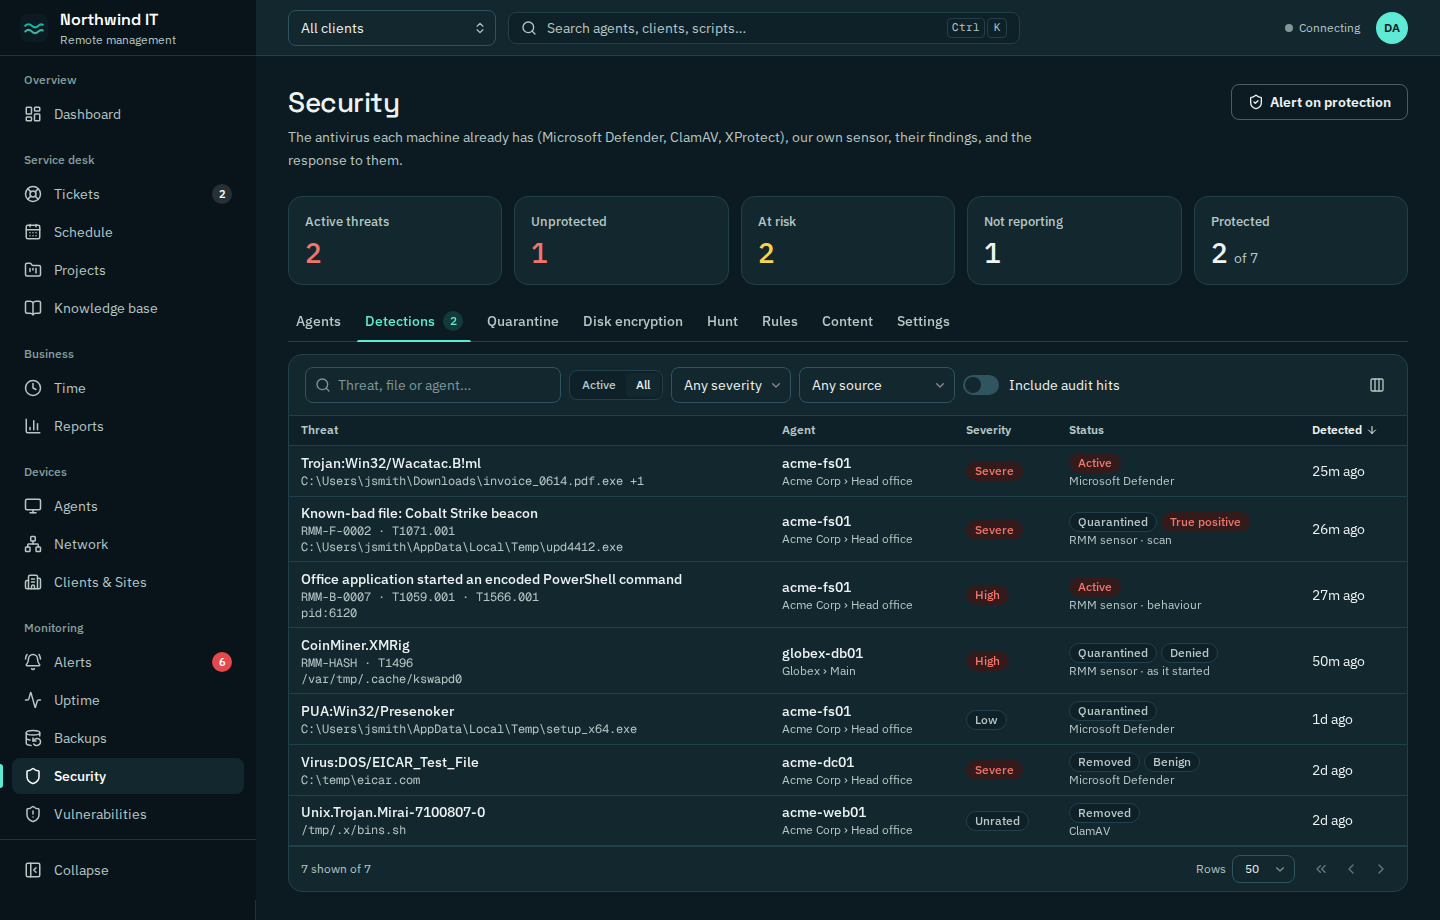 Northwind IT
Remote management
All clients
Search agents, clients, scripts...
Ctrl K
Connecting
DA
Overview
Dashboard
Service desk
Tickets 2
Schedule
Projects
Knowledge base
Business
Time
Reports
Devices
Agents
Network
Clients & Sites
Monitoring
Alerts 6
Uptime
Backups
Security
Vulnerabilities
Collapse
Security
Alert on protection
The antivirus each machine already has (Microsoft Defender, ClamAV, XProtect), our own sensor, their findings, and the
response to them.
Active threats
2
Unprotected
1
At risk
2
Not reporting
1
Protected
2 of 7
Agents Detections 2 Quarantine Disk encryption Hunt Rules Content Settings
Threat, file or agent... Active All Any severity Any source Include audit hits
Threat Agent Severity Status Detected ↓
Trojan:Win32/Wacatac.B!ml
C:\Users\jsmith\Downloads\invoice_0614.pdf.exe +1
acme-fs01
Acme Corp › Head office
Severe
Active
Microsoft Defender
25m ago
Known-bad file: Cobalt Strike beacon
RMM-F-0002 · T1071.001
C:\Users\jsmith\AppData\Local\Temp\upd4412.exe
acme-fs01
Acme Corp › Head office
Severe
Quarantined True positive
RMM sensor · scan
26m ago
Office application started an encoded PowerShell command
RMM-B-0007 · T1059.001 · T1566.001
pid:6120
acme-fs01
Acme Corp › Head office
High
Active
RMM sensor · behaviour
27m ago
CoinMiner.XMRig
RMM-HASH · T1496
/var/tmp/.cache/kswapd0
globex-db01
Globex › Main
High
Quarantined Denied
RMM sensor · as it started
50m ago
PUA:Win32/Presenoker
C:\Users\jsmith\AppData\Local\Temp\setup_x64.exe
acme-fs01
Acme Corp › Head office
Low
Quarantined
Microsoft Defender
1d ago
Virus:DOS/EICAR_Test_File
C:\temp\eicar.com
acme-dc01
Acme Corp › Head office
Severe
Removed Benign
Microsoft Defender
2d ago
Unix.Trojan.Mirai-7100807-0
/tmp/.x/bins.sh
acme-web01
Acme Corp › Head office
Unrated
Removed
ClamAV
2d ago
7 shown of 7
Rows 50